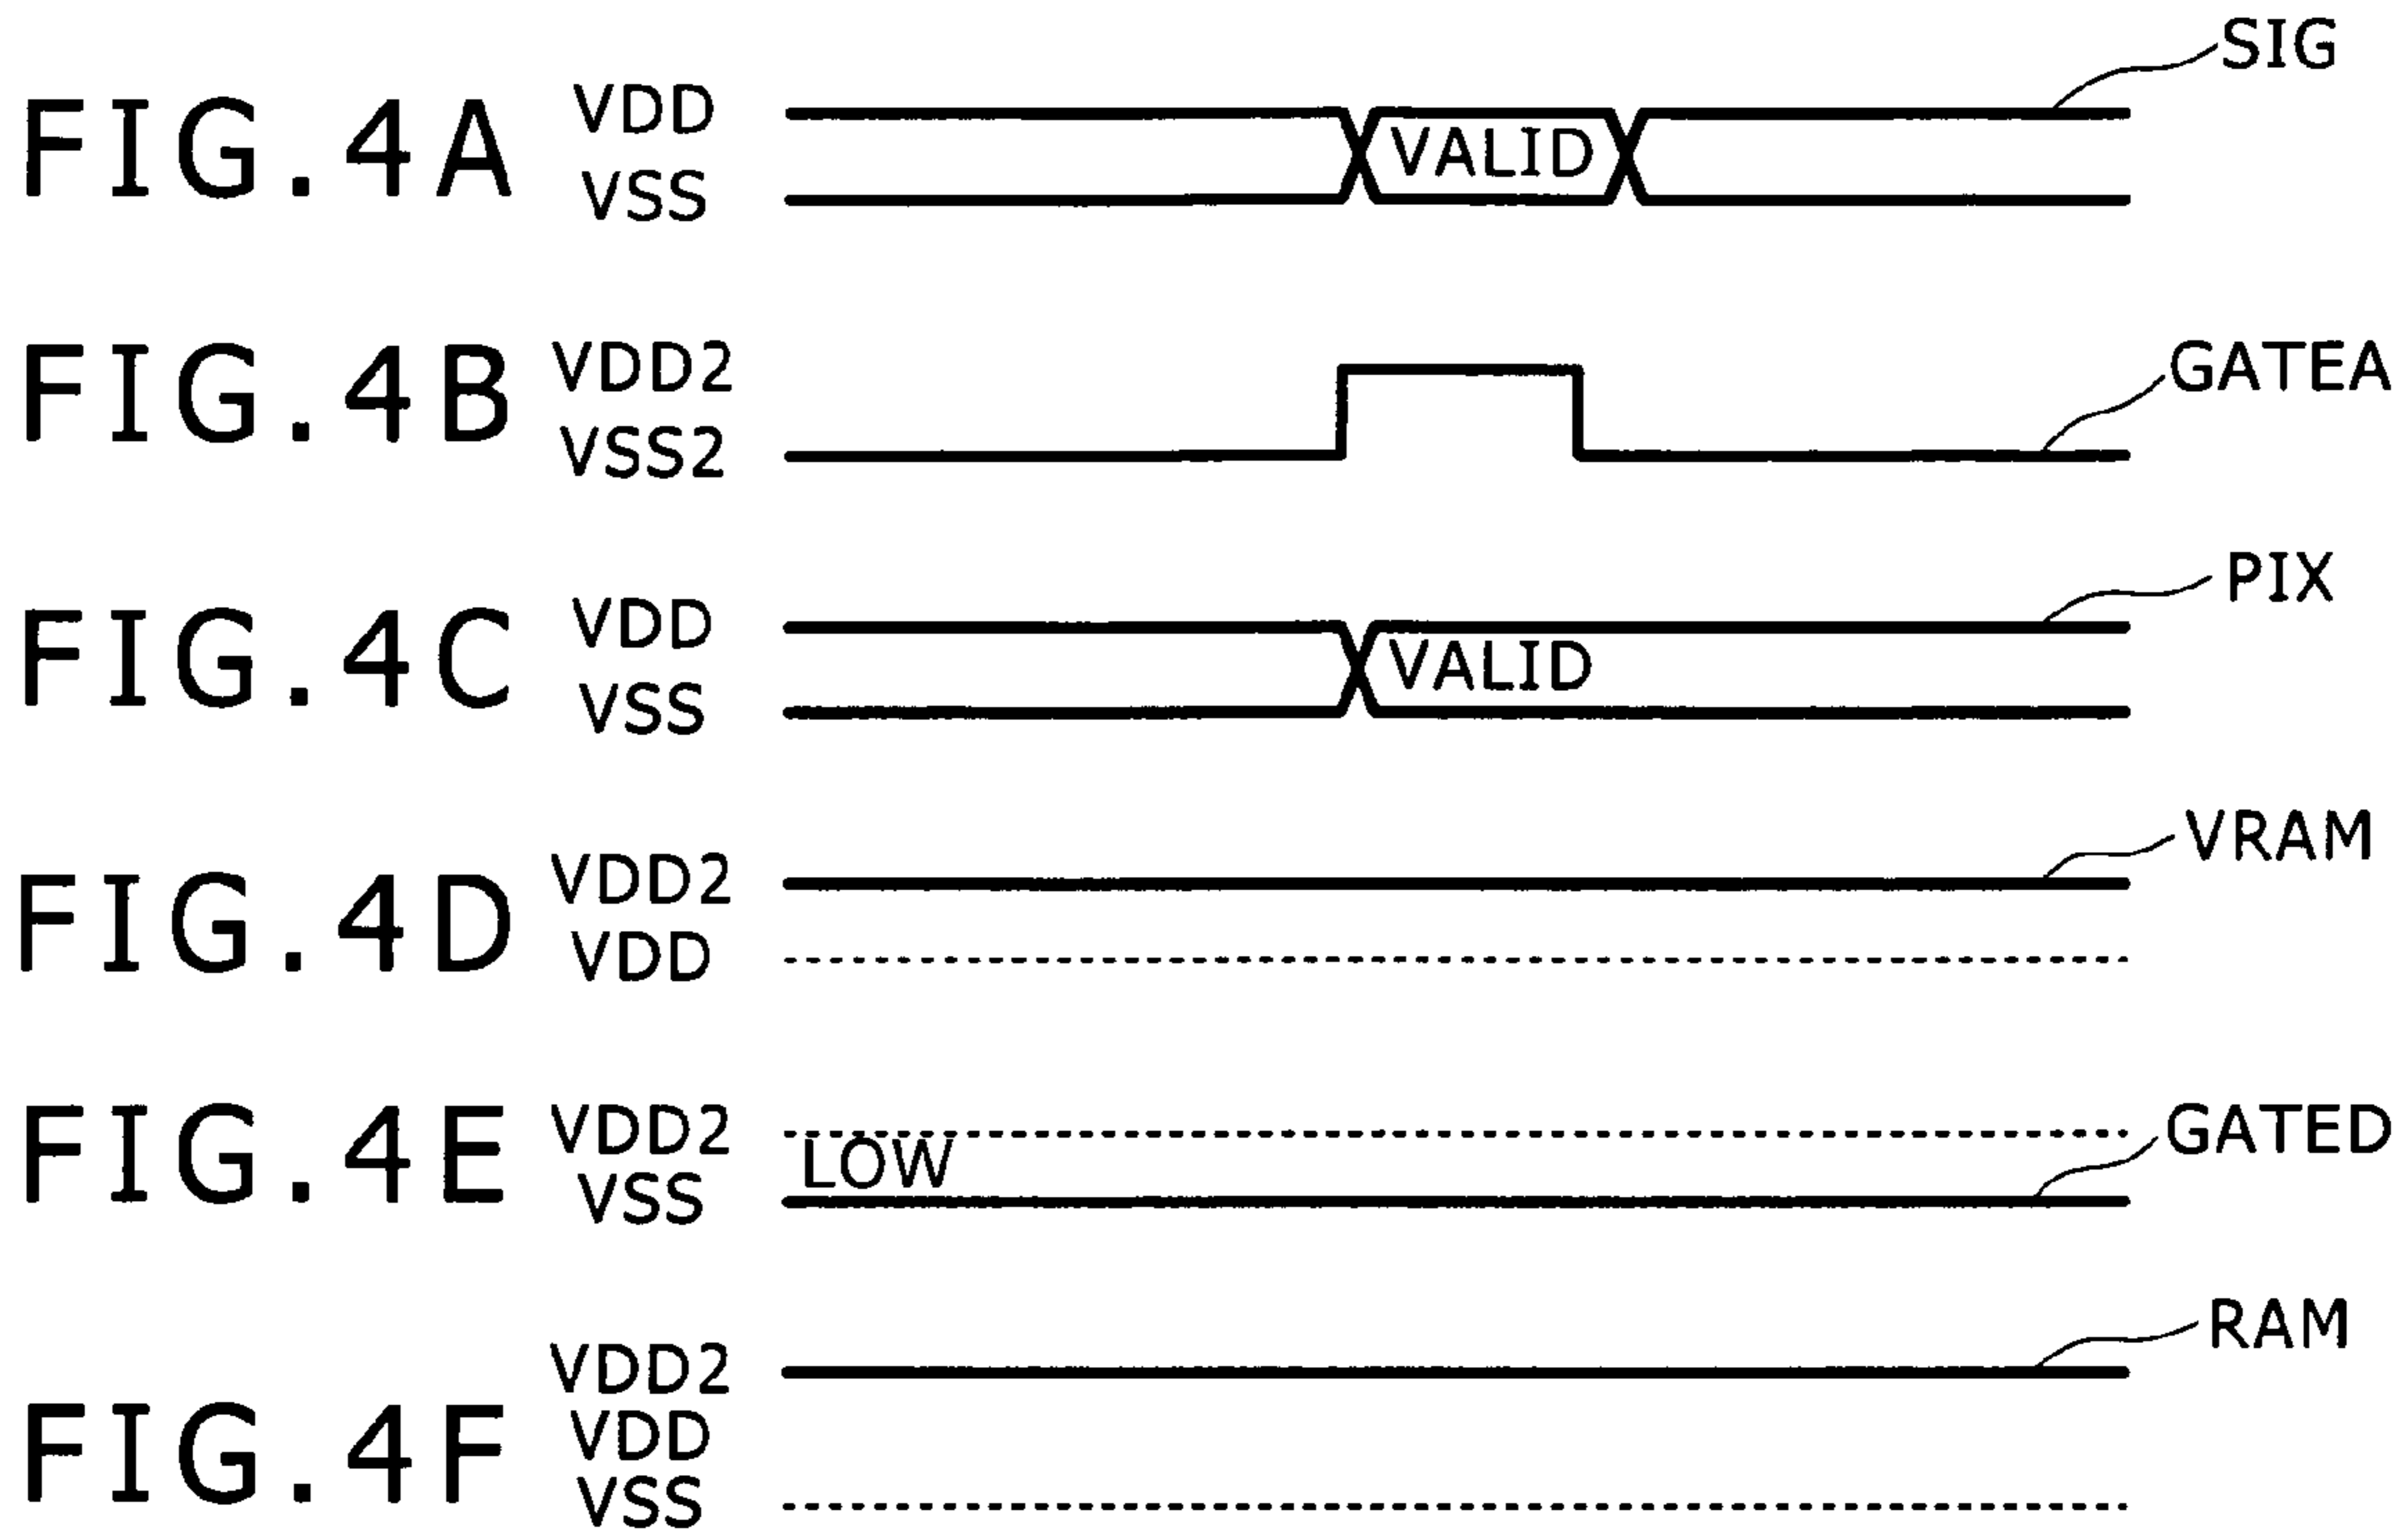 SIG
FIG.4A
VDD
VALID
VSS
FIG.4B
VDD2
GATEA
VSS2
PIX
FIG.4C
VDD
VALID
VSS
VRAM
FIG.4D
VDD2
VDD
FIG.4E
VDD2
GATED
LOW
VSS
RAM
FIG.4F
VDD2
VDD
VSS